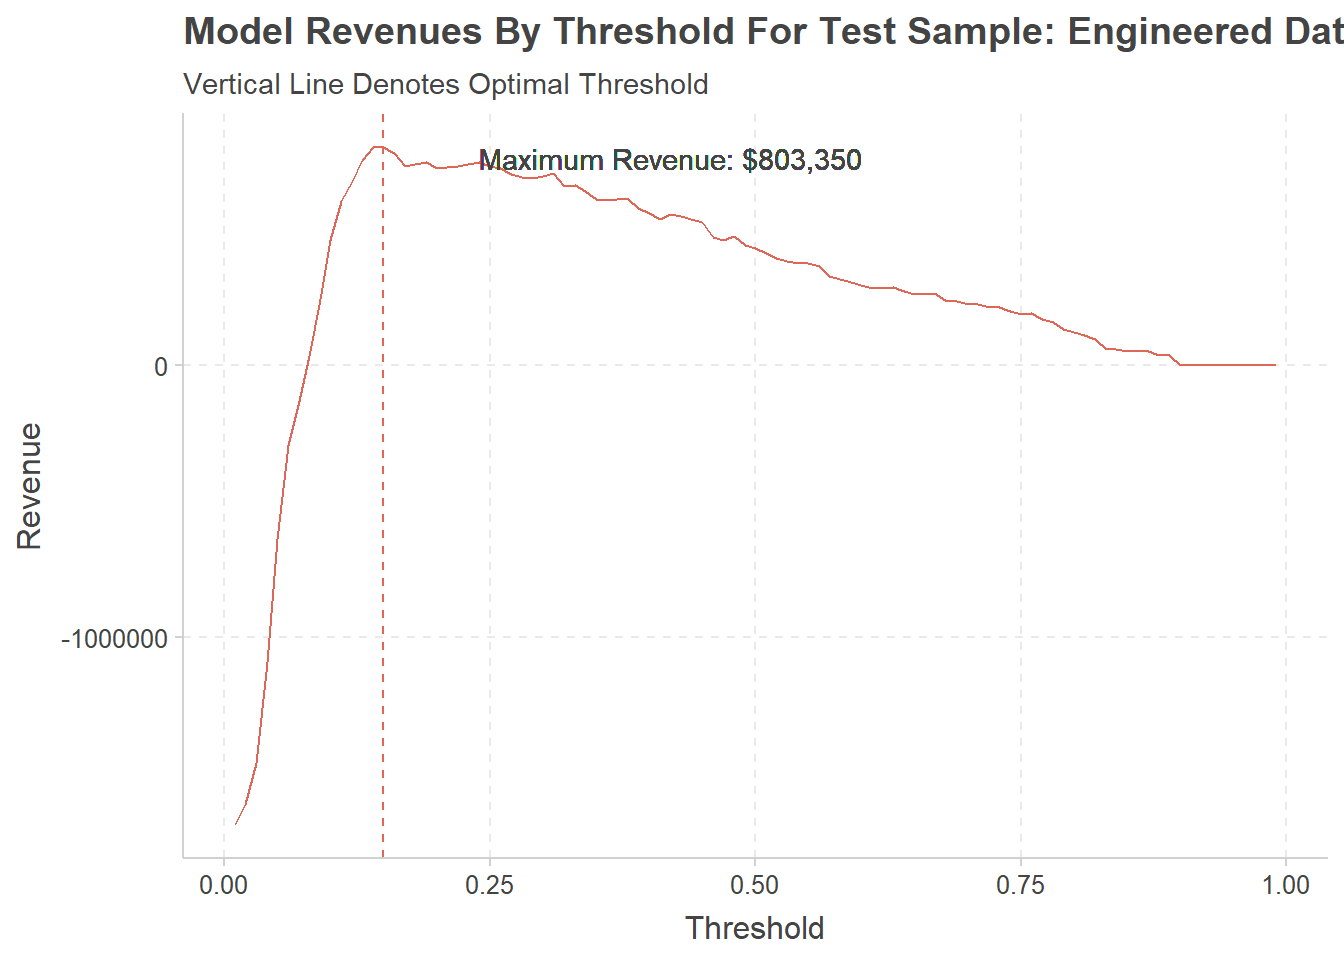 Model Revenues By Threshold For Test Sample: Engineered Dat
Vertical Line Denotes Optimal Threshold
Maximum Revenue: $803,350
0
-1000000
Revenue
0.00 0.25 0.50 0.75 1.00
Threshold